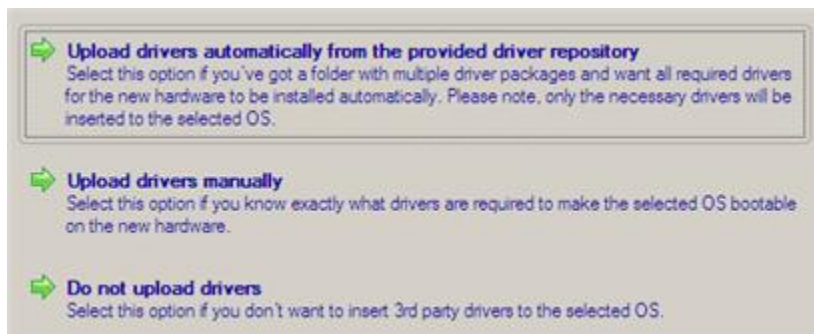 Upload drivers automatically from the provided driver repository
Select this option if you've got a folder with multiple driver packages and want all required drivers
for the new hardware to be installed automatically. Please note, only the necessary drivers will be
inserted to the selected OS.
Upload drivers manually
Select this option if you know exactly what drivers are required to make the selected OS bootable
on the new hardware.
Do not upload drivers
Select this option if you don't want to insert 3rd party drivers to the selected OS.